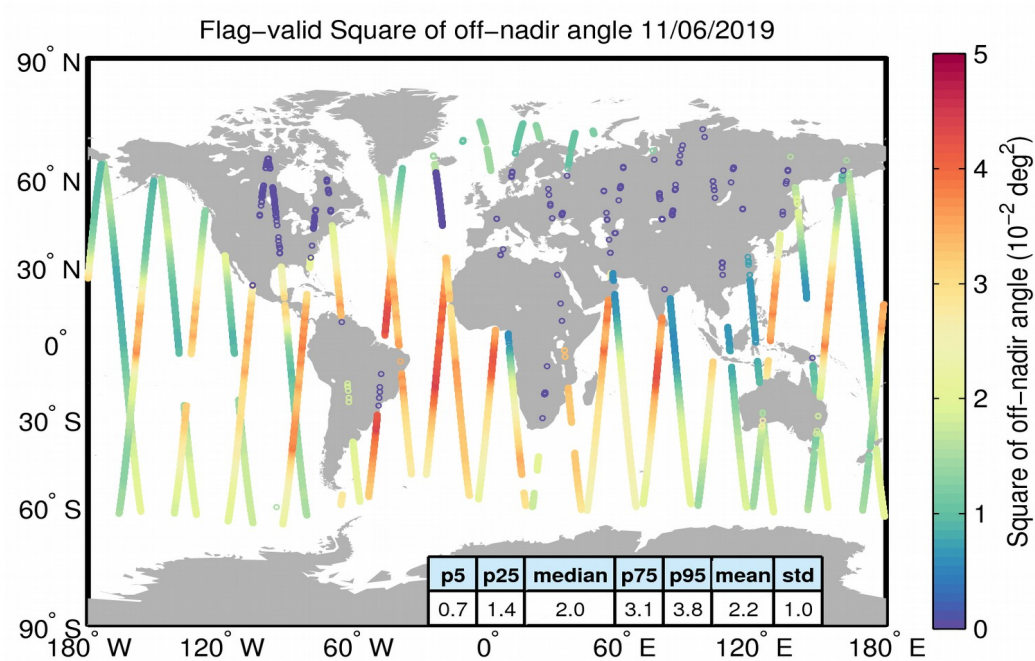 Flag-valid Square of off-nadir angle 11/06/2019
90° N
60° N
30° N
0°
30° S
60° S
90° S
180° W
120° W
60° W
0°
60° E
120° E
180° E
p5 p25 median p75 p95 mean std
0.7 1.4 2.0 3.1 3.8 2.2 1.0
5
4
3
2
1
0
Square of off-nadir angle (10⁻² deg²)